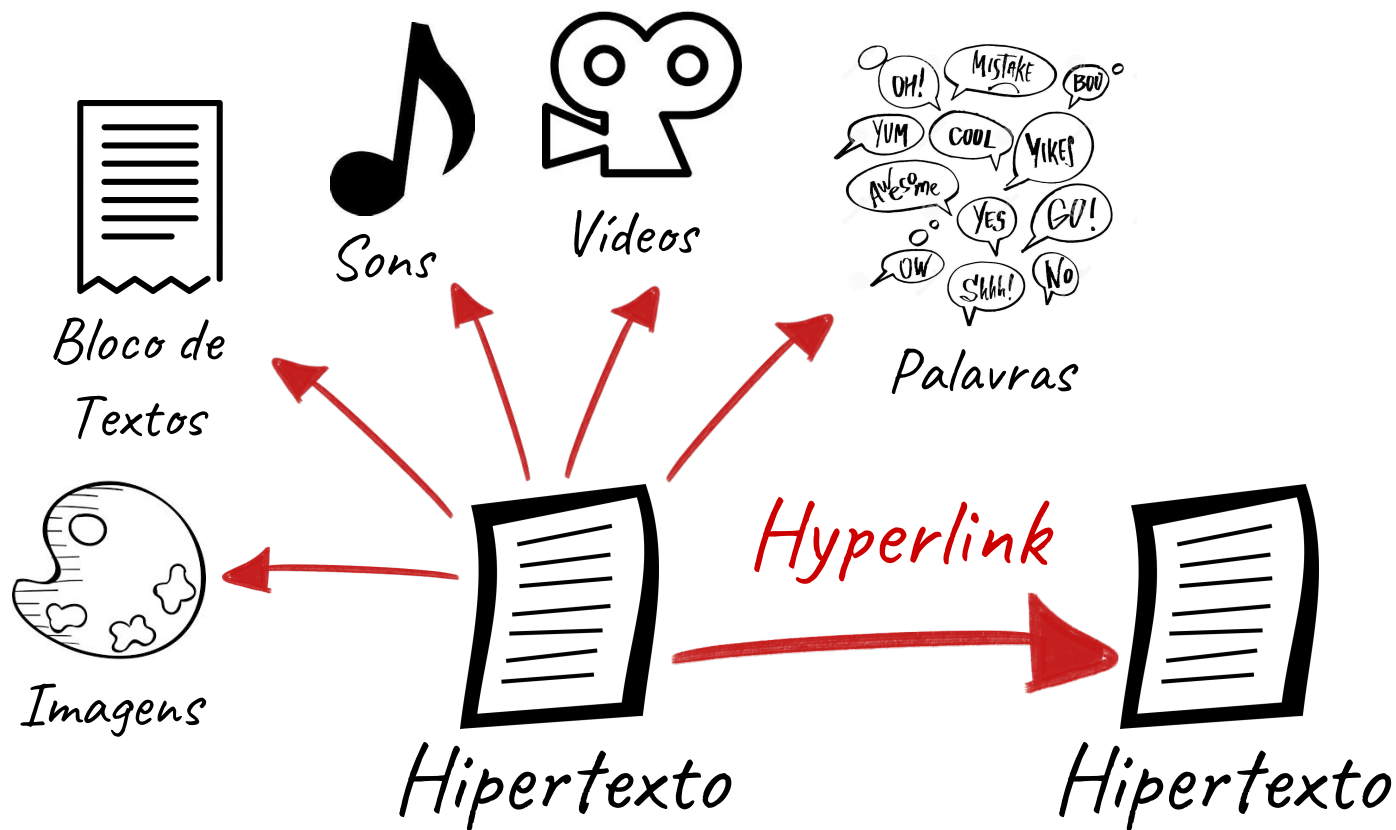 Sons
Vídeos
OH!
MISTAKE
BOO
YUM
COOL
YIKES
AWESOME
YES
GO!
OW
Shhh!
No
Palavras
Bloco de
Textos
Imagens
Hyperlink
Hipertexto
Hipertexto